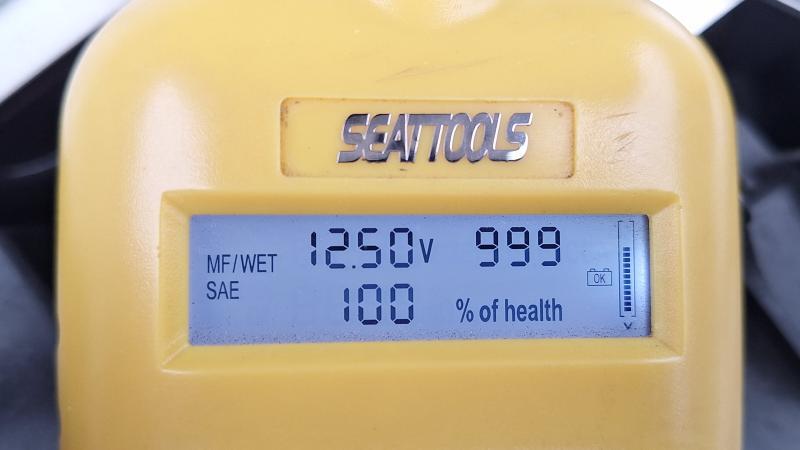 SEATTOOLS
MF/WET 12.50V 999
SAE 100 % of health
OK
V